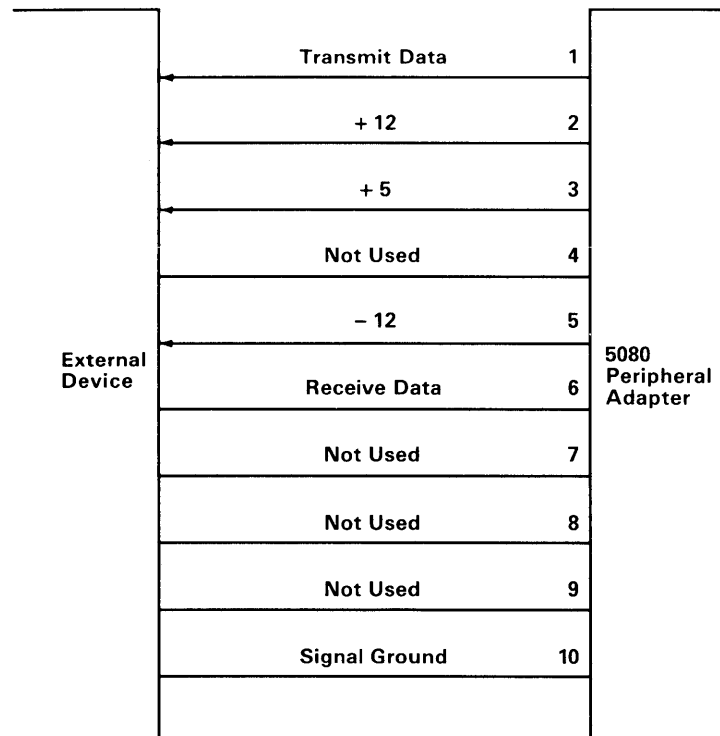 Transmit Data 1
+ 12 2
+ 5 3
Not Used 4
− 12 5
External
Device
5080
Peripheral
Adapter
Receive Data 6
Not Used 7
Not Used 8
Not Used 9
Signal Ground 10